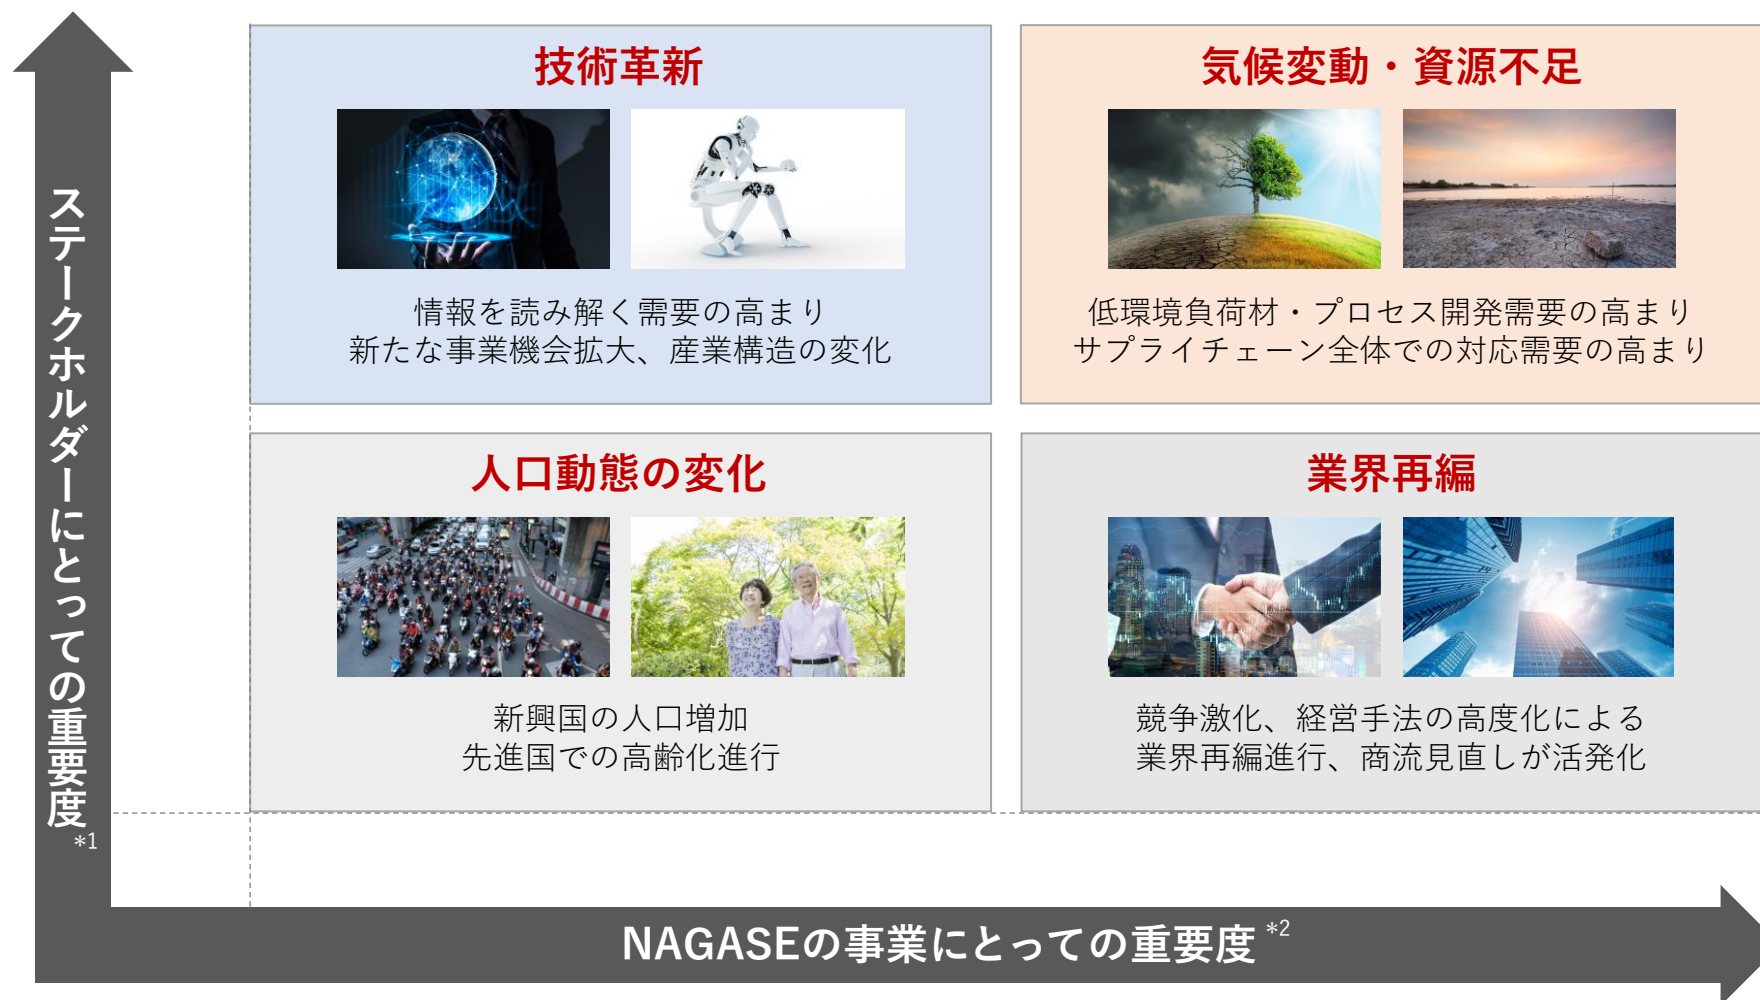 ステークホルダーにとっての重要度 *1
技術革新
情報を読み解く需要の高まり
新たな事業機会拡大、産業構造の変化
気候変動・資源不足
低環境負荷材・プロセス開発需要の高まり
サプライチェーン全体での対応需要の高まり
人口動態の変化
新興国の人口増加
先進国での高齢化進行
業界再編
競争激化、経営手法の高度化による
業界再編進行、商流見直しが活発化
NAGASEの事業にとっての重要度 *2